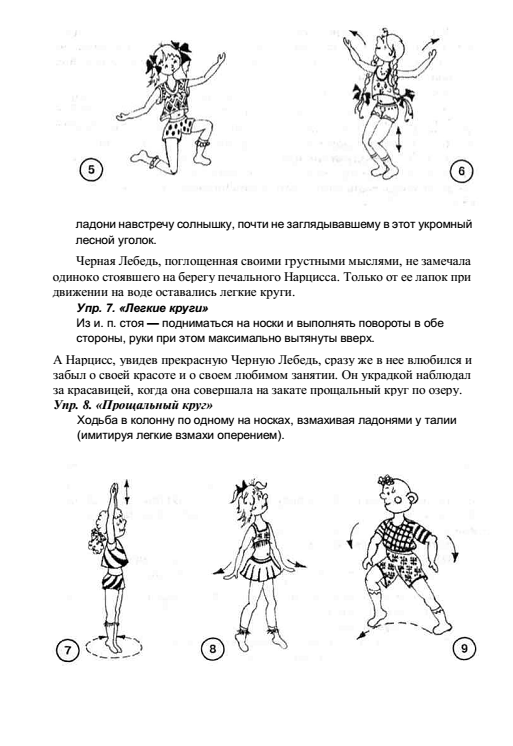 5
6
ладони навстречу солнышку, почти не заглядывавшему в этот укромный
лесной уголок.
Черная Лебедь, поглощенная своими грустными мыслями, не замечала
одиноко стоявшего на берегу печального Нарцисса. Только от ее лапок при
движении на воде оставались легкие круги.
Упр. 7. «Легкие круги»
Из и. п. стоя — подниматься на носки и выполнять повороты в обе
стороны, руки при этом максимально вытянуты вверх.
А Нарцисс, увидев прекрасную Черную Лебедь, сразу же в нее влюбился и
забыл о своей красоте и о своем любимом занятии. Он украдкой наблюдал
за красавицей, когда она совершала на закате прощальный круг по озеру.
Упр. 8. «Прощальный круг»
Ходьба в колонну по одному на носках, взмахивая ладонями у талии
(имитируя легкие взмахи оперением).
7
8
9